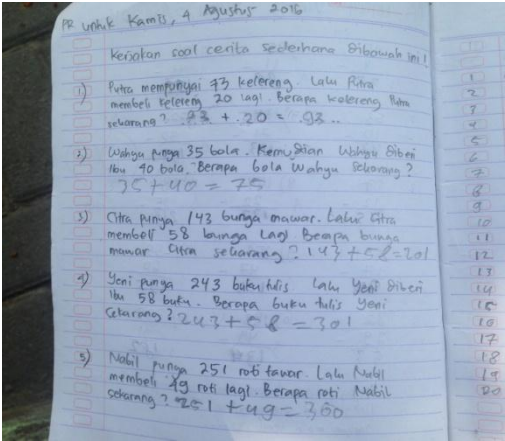 PR untuk Kamis, 4 Agustus 2016
Kerjakan soal cerita sederhana dibawah ini!
1) Putra mempunyai 73 kelereng. Lalu Putra
membeli kelereng 20 lagi. Berapa kelereng Putra
sekarang? 73 + 20 = 93..
2) Wahyu punya 35 bola. Kemudian Wahyu diberi
Ibu 40 bola. Berapa bola Wahyu sekarang?
35 + 40 = 75
3) Citra punya 143 bunga mawar. Lalu Citra
membeli 58 bunga lagi. Berapa bunga
mawar Citra sekarang? 143 + 58 = 201
4) Yeni punya 243 buku tulis Lalu Yeni diberi
Ibu 58 buku. Berapa buku tulis Yeni
sekarang? 243 + 58 = 301
5) Nabil punya 251 roti tawar. Lalu Nabil
membeli 49 roti lagi. Berapa roti Nabil
sekarang? 251 + 49 = 300
1
2
3
4
5
6
7
8
9
10
11
12
13
14
15
16
17
18
19
20